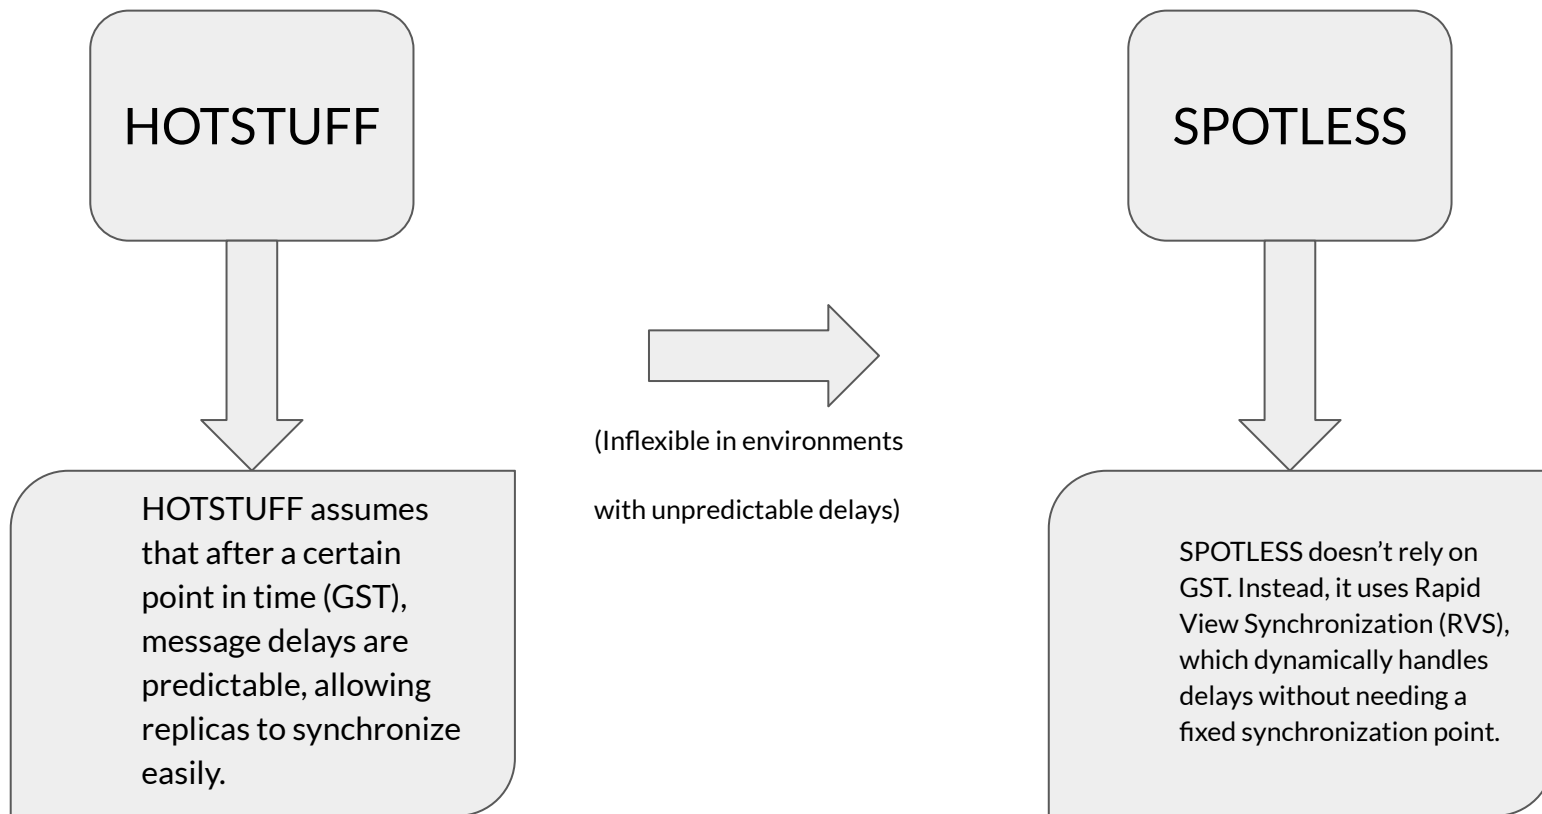 HOTSTUFF
SPOTLESS
(Inflexible in environments
with unpredictable delays)
HOTSTUFF assumes
that after a certain
point in time (GST),
message delays are
predictable, allowing
replicas to synchronize
easily.
SPOTLESS doesn’t rely on
GST. Instead, it uses Rapid
View Synchronization (RVS),
which dynamically handles
delays without needing a
fixed synchronization point.